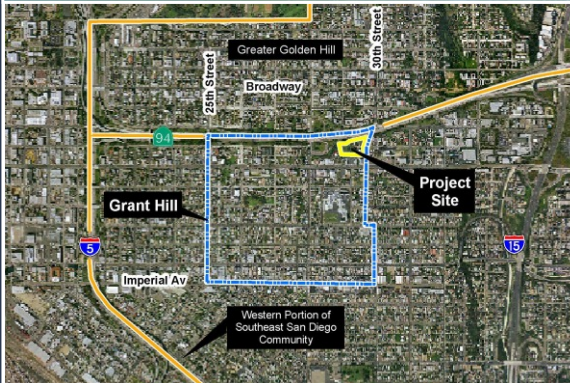 Greater Golden Hill
25th Street
30th Street
Broadway
94
Grant Hill
Project
Site
5
15
Imperial Av
Western Portion of
Southeast San Diego
Community